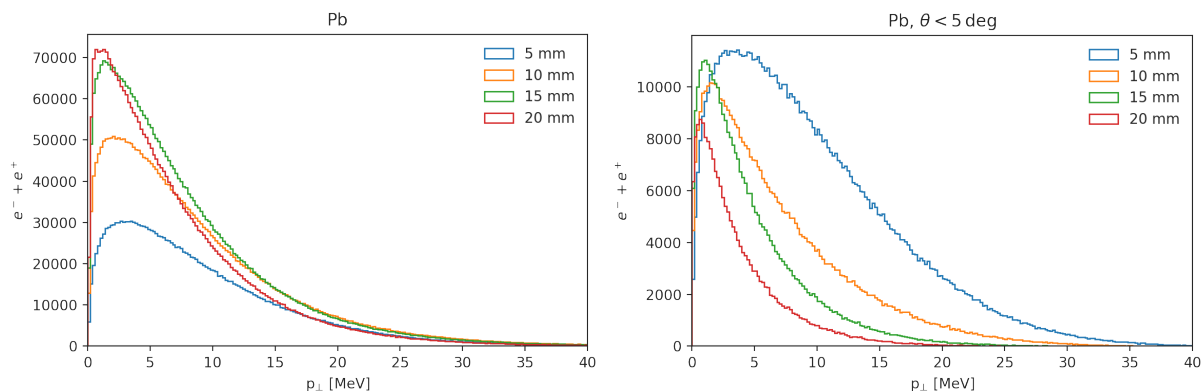 Pb
70000
60000
50000
40000
30000
20000
10000
0
e⁻ + e⁺
5 mm
10 mm
15 mm
20 mm
0 5 10 15 20 25 30 35 40
p⊥ [MeV]
Pb, θ < 5 deg
10000
8000
6000
4000
2000
0
e⁻ + e⁺
5 mm
10 mm
15 mm
20 mm
0 5 10 15 20 25 30 35 40
p⊥ [MeV]